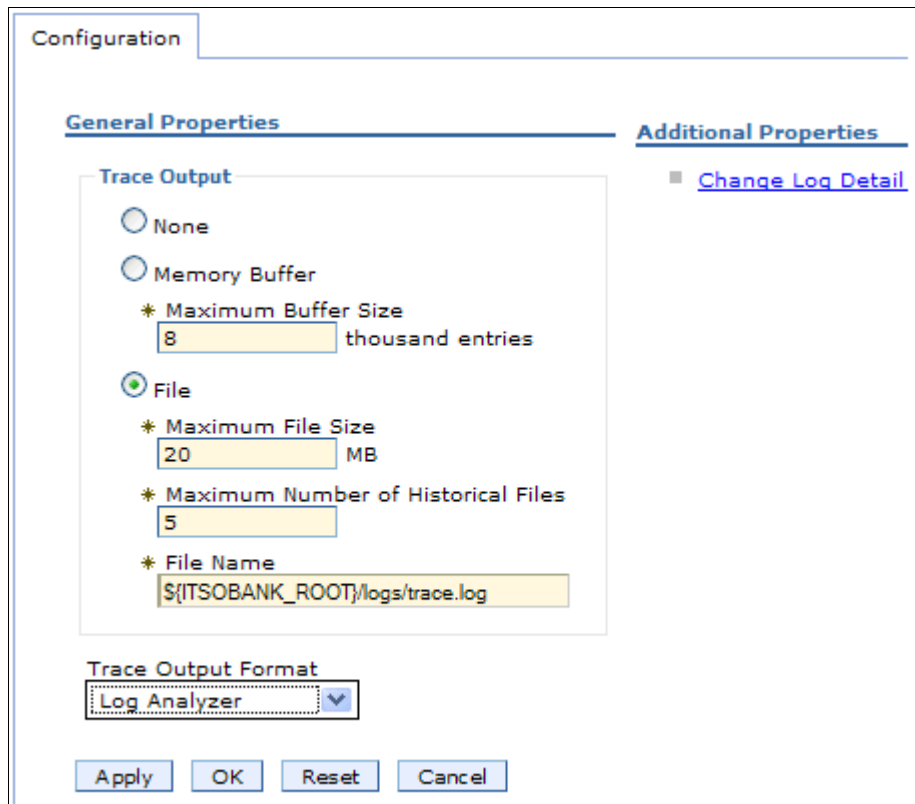 Configuration
General Properties
Additional Properties
Trace Output
Change Log Detail
None
Memory Buffer
* Maximum Buffer Size
8 thousand entries
File
* Maximum File Size
20 MB
* Maximum Number of Historical Files
5
* File Name
${ITSOBANK_ROOT}/logs/trace.log
Trace Output Format
Log Analyzer
Apply OK Reset Cancel